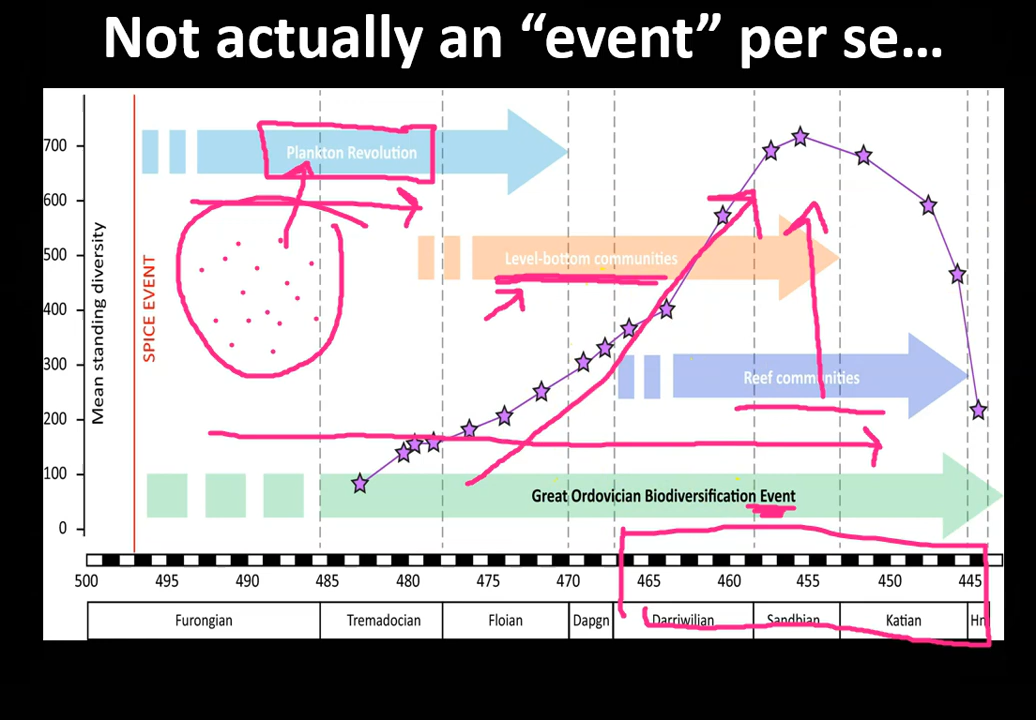 Not actually an “event” per se...
Mean standing diversity
700
600
500
400
300
200
100
0
SPICE EVENT
Plankton Revolution
Level-bottom communities
Reef communities
Great Ordovician Biodiversification Event
500 495 490 485 480 475 470 465 460 455 450 445
Furongian Tremadocian Floian Dapgn Darriwilian Sandbian Katian Hrn